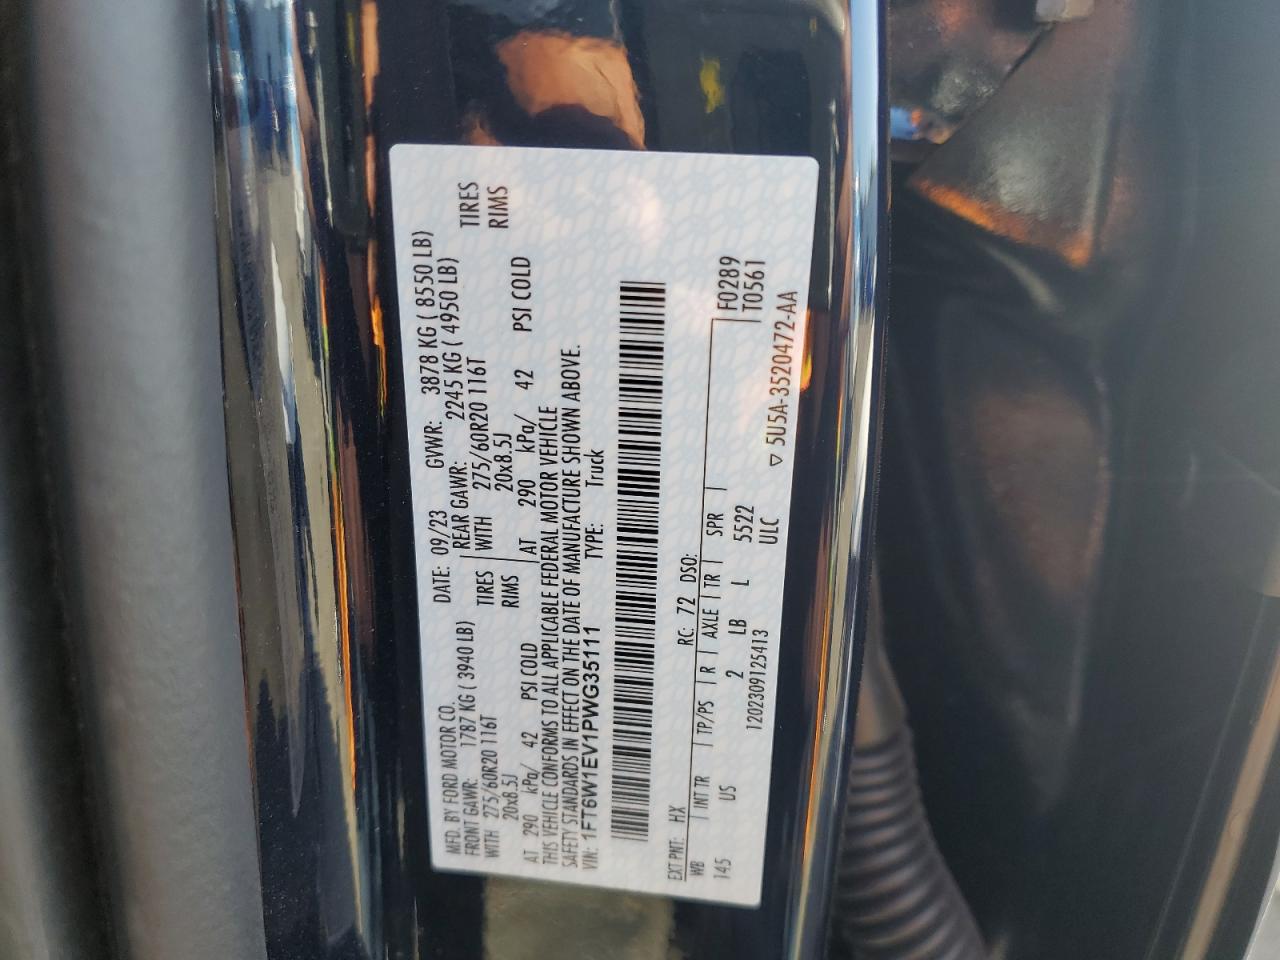 MFD. BY FORD MOTOR CO.
DATE: 09/23 GVWR: 3878 KG ( 8550 LB)
FRONT GAWR: 1787 KG ( 3940 LB) REAR GAWR: 2245 KG ( 4950 LB)
WITH 275/60R20 116T TIRES WITH 275/60R20 116T TIRES
20x8.5J RIMS 20x8.5J RIMS
AT 290 kPa/ 42 PSI COLD AT 290 kPa/ 42 PSI COLD
THIS VEHICLE CONFORMS TO ALL APPLICABLE FEDERAL MOTOR VEHICLE
SAFETY STANDARDS IN EFFECT ON THE DATE OF MANUFACTURE SHOWN ABOVE.
VIN: 1FT6W1EV1PWG35111 TYPE: Truck
EXT PNT: HX RC: 72 DSO: F0289
WB INT TR TP/PS R AXLE TR SPR T0561
145 US 2 LB L 5522
1202309125413 ULC ▽ 5U5A-3520472-AA